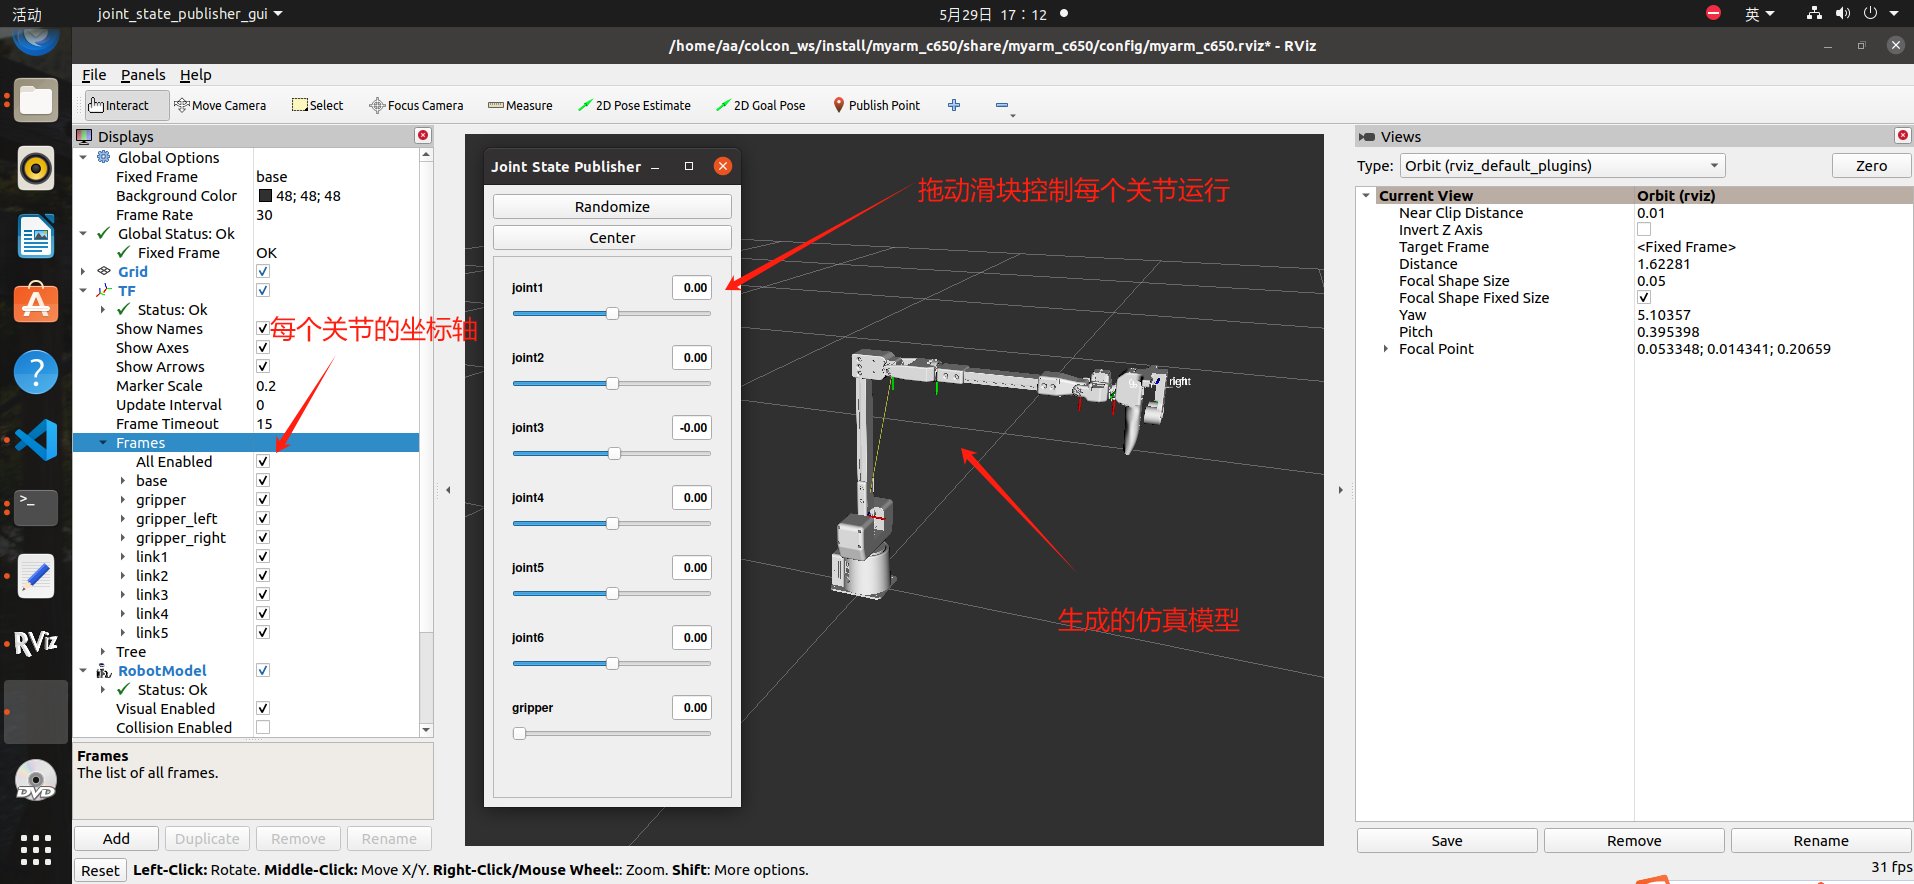 活动
joint_state_publisher_gui
5月29日 17：12
英
/home/aa/colcon_ws/install/myarm_c650/share/myarm_c650/config/myarm_c650.rviz* - RViz
File Panels Help
Interact Move Camera Select Focus Camera Measure 2D Pose Estimate 2D Goal Pose Publish Point
Displays
Global Options
Fixed Frame base
Background Color 48; 48; 48
Frame Rate 30
Global Status: Ok
Fixed Frame OK
Grid
TF
Status: Ok
Show Names
Show Axes
Show Arrows
Marker Scale 0.2
Update Interval 0
Frame Timeout 15
Frames
All Enabled
base
gripper
gripper_left
gripper_right
link1
link2
link3
link4
link5
Tree
RobotModel
Status: Ok
Visual Enabled
Collision Enabled
每个关节的坐标轴
Frames
The list of all frames.
Add Duplicate Remove Rename
Joint State Publisher
Randomize
Center
joint1 0.00
joint2 0.00
joint3 -0.00
joint4 0.00
joint5 0.00
joint6 0.00
gripper 0.00
拖动滑块控制每个关节运行
right
生成的仿真模型
Views
Type: Orbit (rviz_default_plugins) Zero
Current View Orbit (rviz)
Near Clip Distance 0.01
Invert Z Axis
Target Frame <Fixed Frame>
Distance 1.62281
Focal Shape Size 0.05
Focal Shape Fixed Size
Yaw 5.10357
Pitch 0.395398
Focal Point 0.053348; 0.014341; 0.20659
Save Remove Rename
RViz
DVD
Reset Left-Click: Rotate. Middle-Click: Move X/Y. Right-Click/Mouse Wheel:: Zoom. Shift: More options.
31 fps